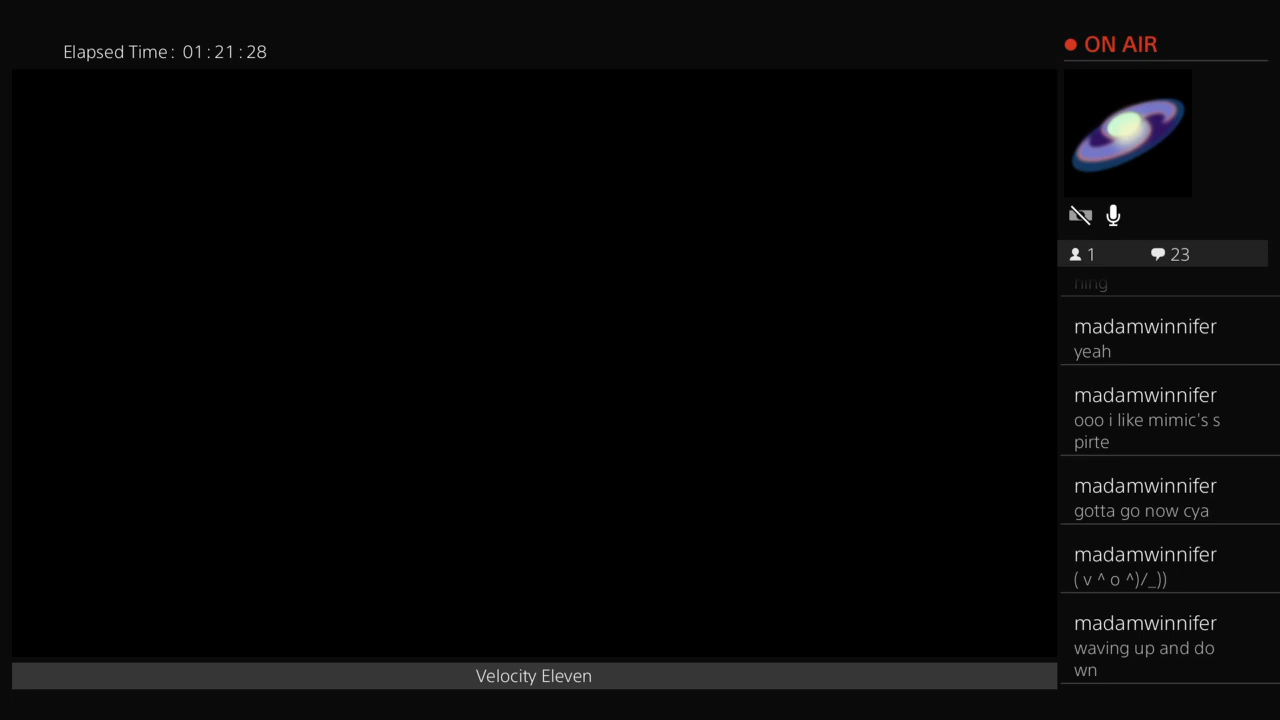 Elapsed Time: 01:21:28
ON AIR
1 23
hing
madamwinnifer
yeah
madamwinnifer
ooo i like mimic's s
pirte
madamwinnifer
gotta go now cya
madamwinnifer
( v ^ o ^)/_))
madamwinnifer
waving up and do
wn
Velocity Eleven